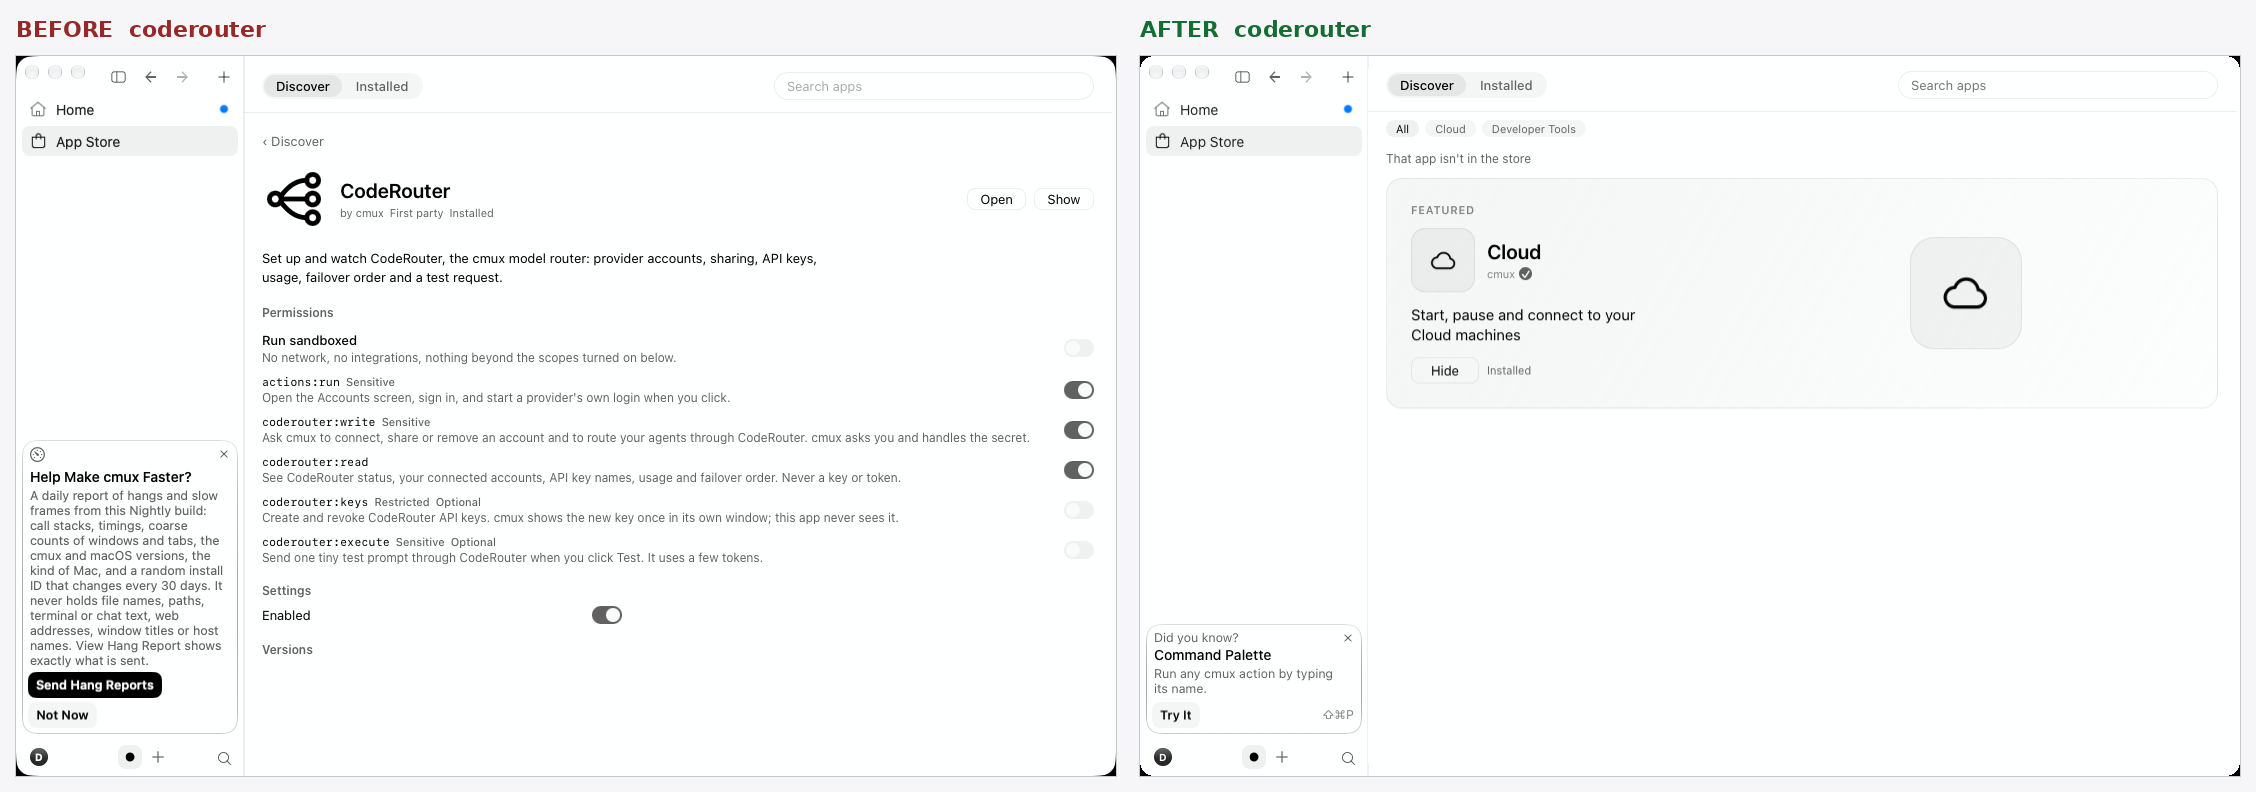 BEFORE coderouter
Home
App Store
Discover
Installed
Search apps
‹ Discover
CodeRouter
by cmux First party Installed
Open
Show
Set up and watch CodeRouter, the cmux model router: provider accounts, sharing, API keys,
usage, failover order and a test request.
Permissions
Run sandboxed
No network, no integrations, nothing beyond the scopes turned on below.
actions:run Sensitive
Open the Accounts screen, sign in, and start a provider's own login when you click.
coderouter:write Sensitive
Ask cmux to connect, share or remove an account and to route your agents through CodeRouter. cmux asks you and handles the secret.
coderouter:read
See CodeRouter status, your connected accounts, API key names, usage and failover order. Never a key or token.
coderouter:keys Restricted Optional
Create and revoke CodeRouter API keys. cmux shows the new key once in its own window; this app never sees it.
coderouter:execute Sensitive Optional
Send one tiny test prompt through CodeRouter when you click Test. It uses a few tokens.
Settings
Enabled
Versions
Help Make cmux Faster?
A daily report of hangs and slow
frames from this Nightly build:
call stacks, timings, coarse
counts of windows and tabs, the
cmux and macOS versions, the
kind of Mac, and a random install
ID that changes every 30 days. It
never holds file names, paths,
terminal or chat text, web
addresses, window titles or host
names. View Hang Report shows
exactly what is sent.
Send Hang Reports
Not Now
D
AFTER coderouter
Home
App Store
Discover
Installed
Search apps
All
Cloud
Developer Tools
That app isn't in the store
FEATURED
Cloud
cmux
Start, pause and connect to your
Cloud machines
Hide
Installed
Did you know?
Command Palette
Run any cmux action by typing
its name.
Try It
⇧⌘P
D